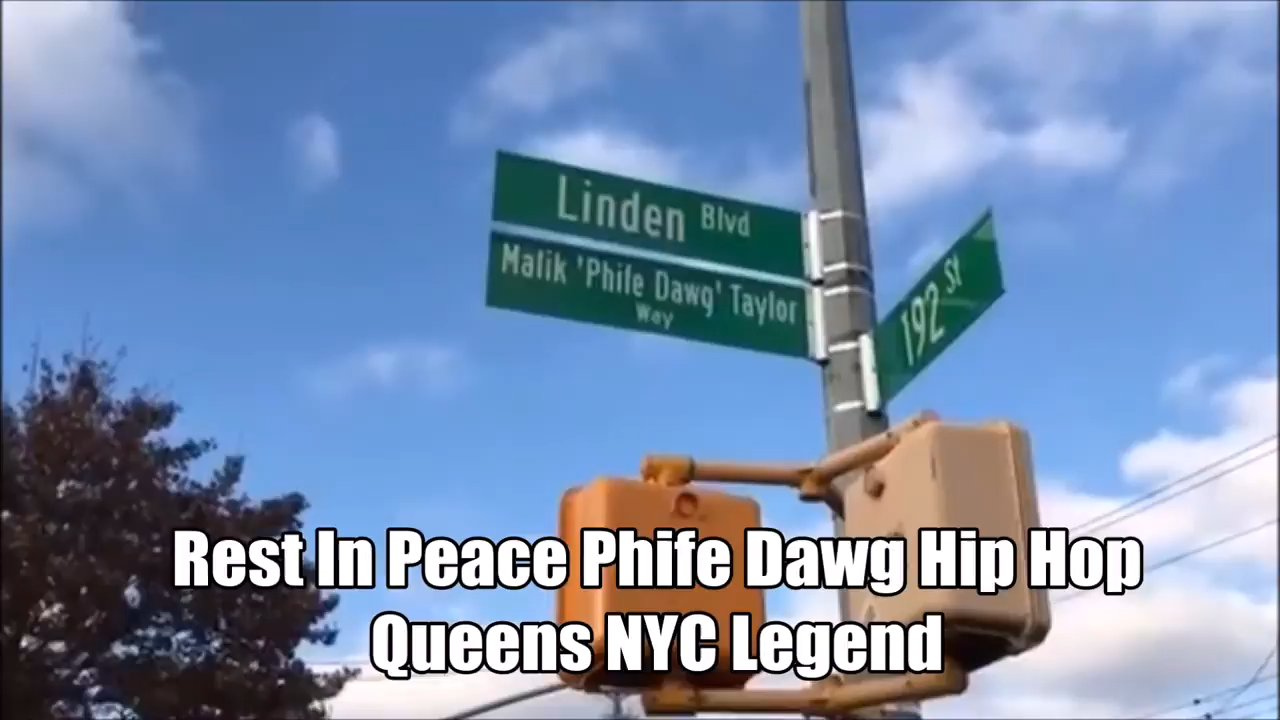 Linden Blvd
Malik 'Phife Dawg' Taylor
Way
192 St
Rest In Peace Phife Dawg Hip Hop
Queens NYC Legend